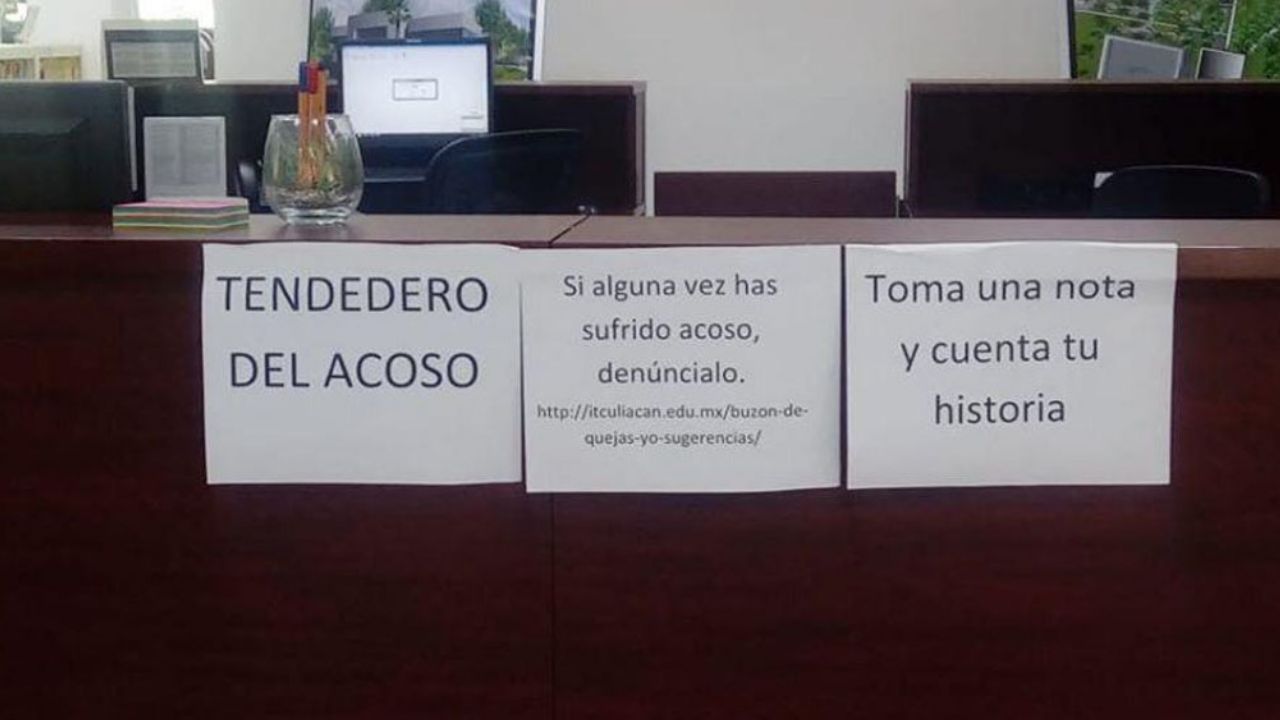 TENDEDERO
DEL ACOSO
Si alguna vez has
sufrido acoso,
denúncialo.
http://itculiacan.edu.mx/buzon-de-
quejas-yo-sugerencias/
Toma una nota
y cuenta tu
historia